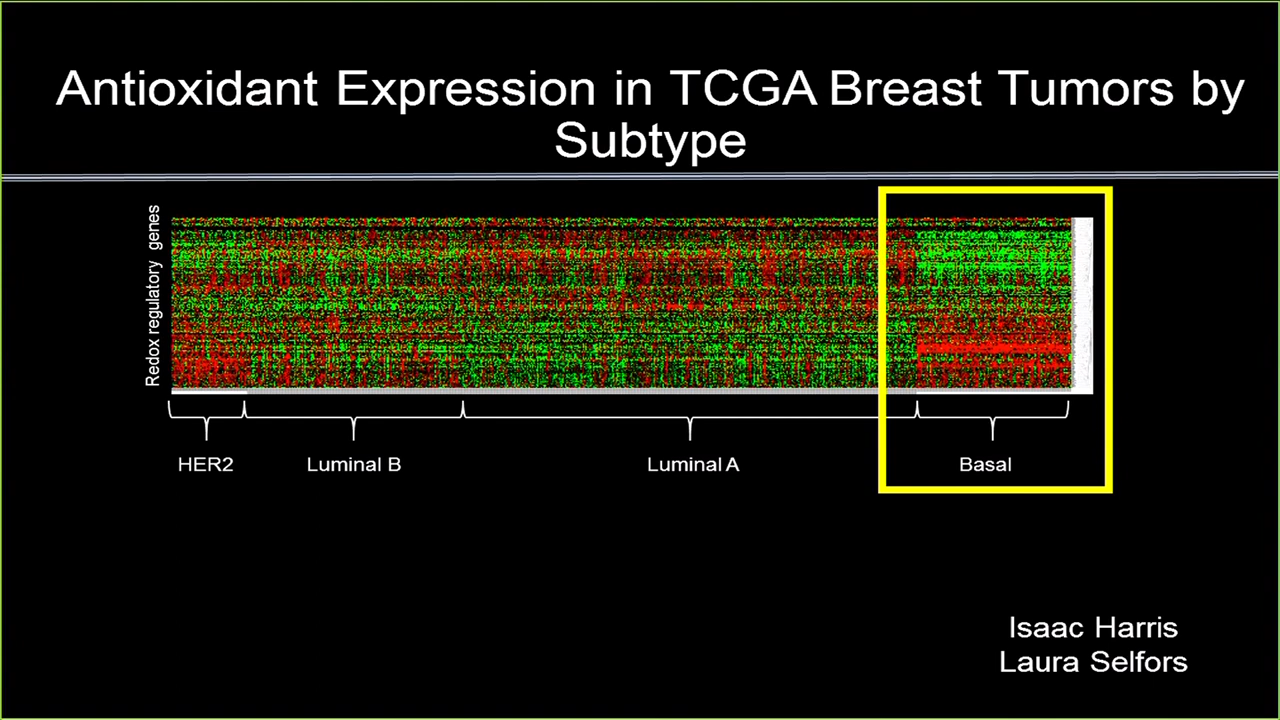 Antioxidant Expression in TCGA Breast Tumors by
Subtype
Redox regulatory genes
HER2
Luminal B
Luminal A
Basal
Isaac Harris
Laura Selfors